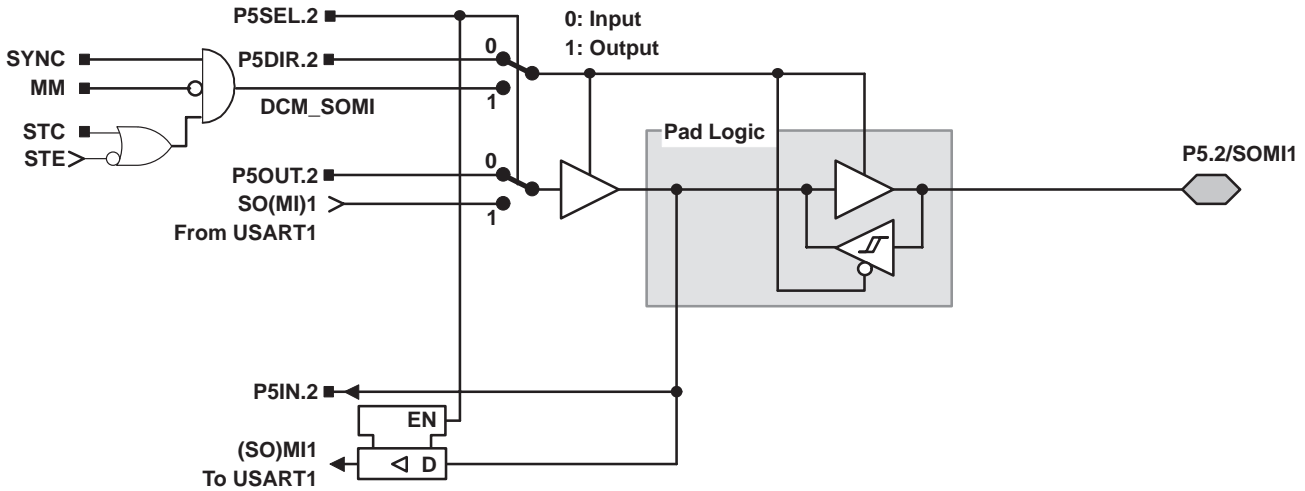 P5SEL.2
0: Input
1: Output
SYNC
P5DIR.2
0
MM
1
DCM_SOMI
STC
STE
Pad Logic
P5.2/SOMI1
P5OUT.2
0
SO(MI)1
1
From USART1
P5IN.2
EN
(SO)MI1
D
To USART1